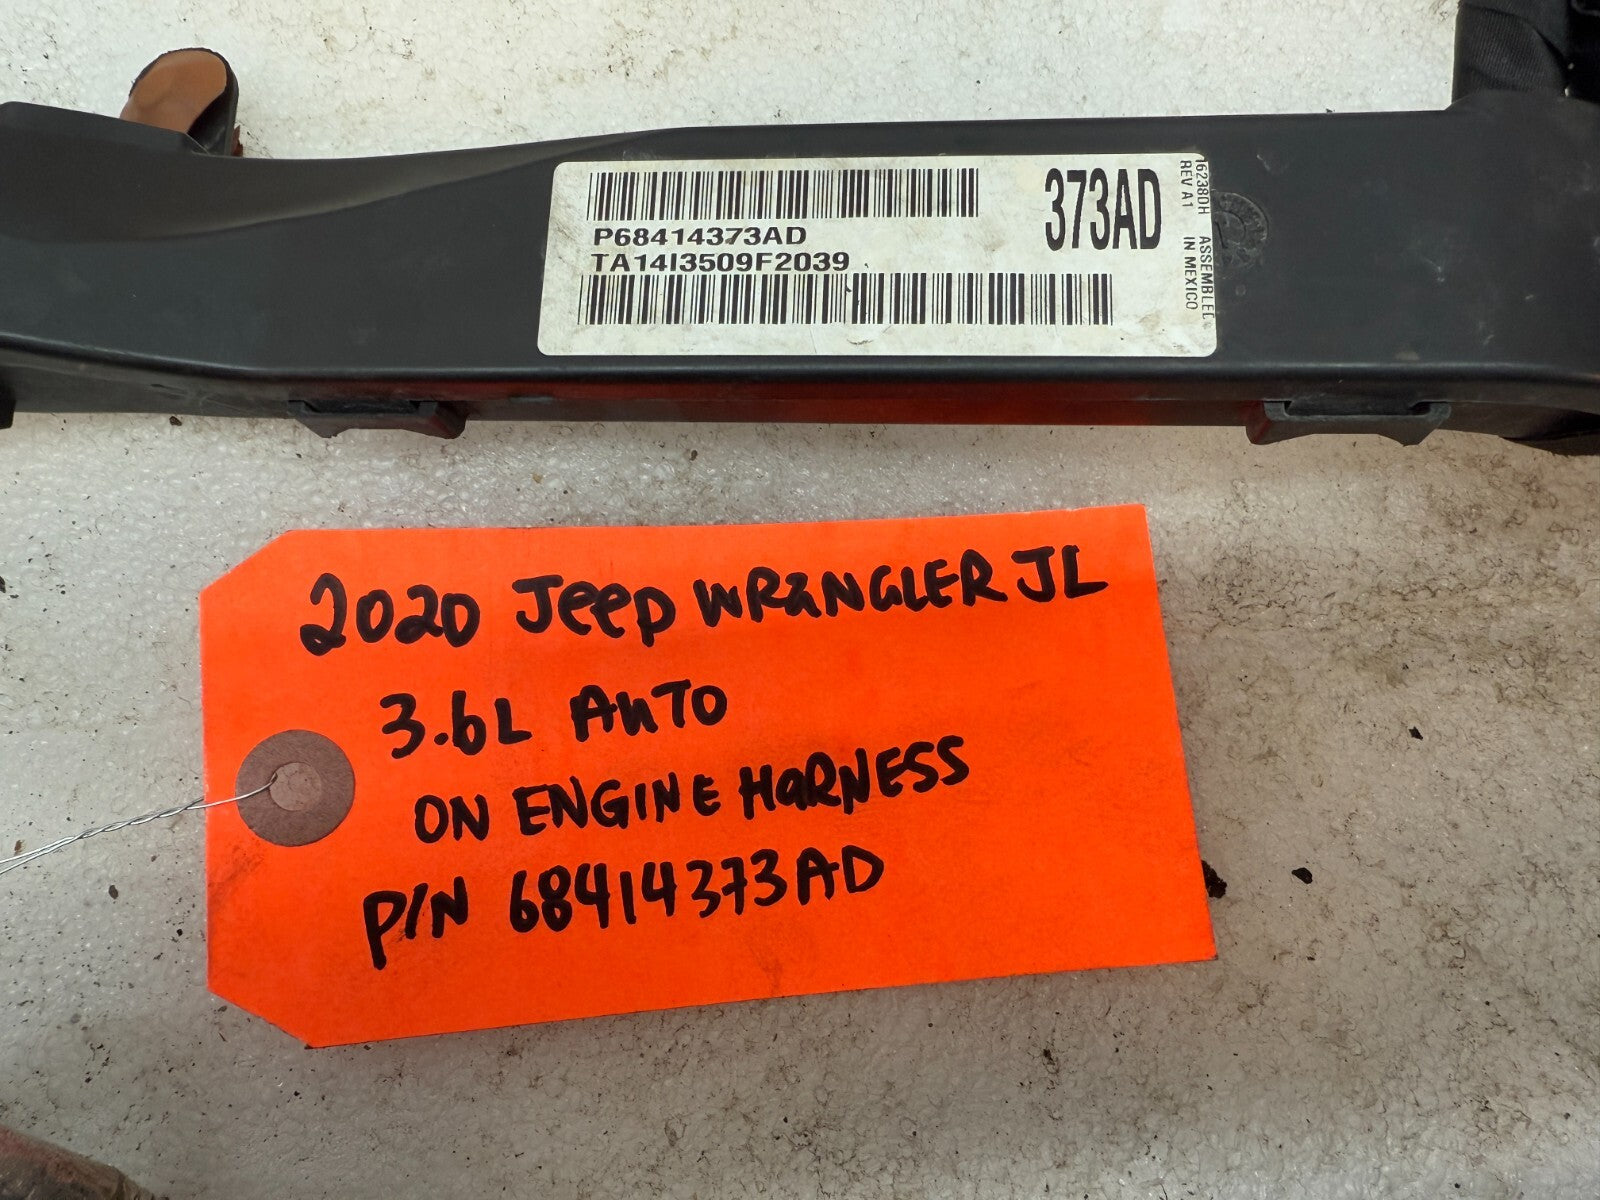 P68414373AD
TA14I3509F2039
373AD
16238DH ASSEMBLED
REV A1 IN MEXICO
2020 Jeep WRANGLER JL
3.6L AUTO
ON ENGINE HARNESS
P/N 68414373AD